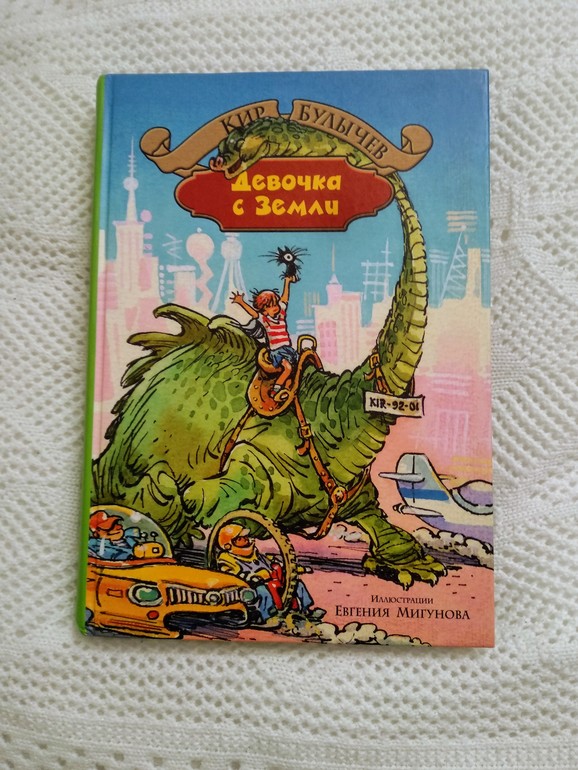 Кир Булычев
Девочка
с Земли
KIR-92-01
Иллюстрации
Евгения Мигунова